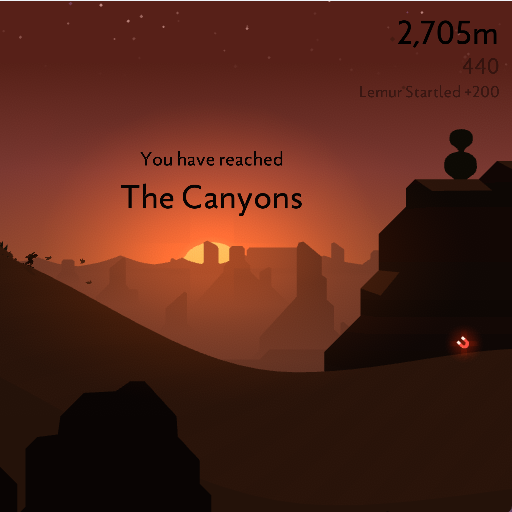 2,705m
440
Lemur Startled +200
You have reached
The Canyons